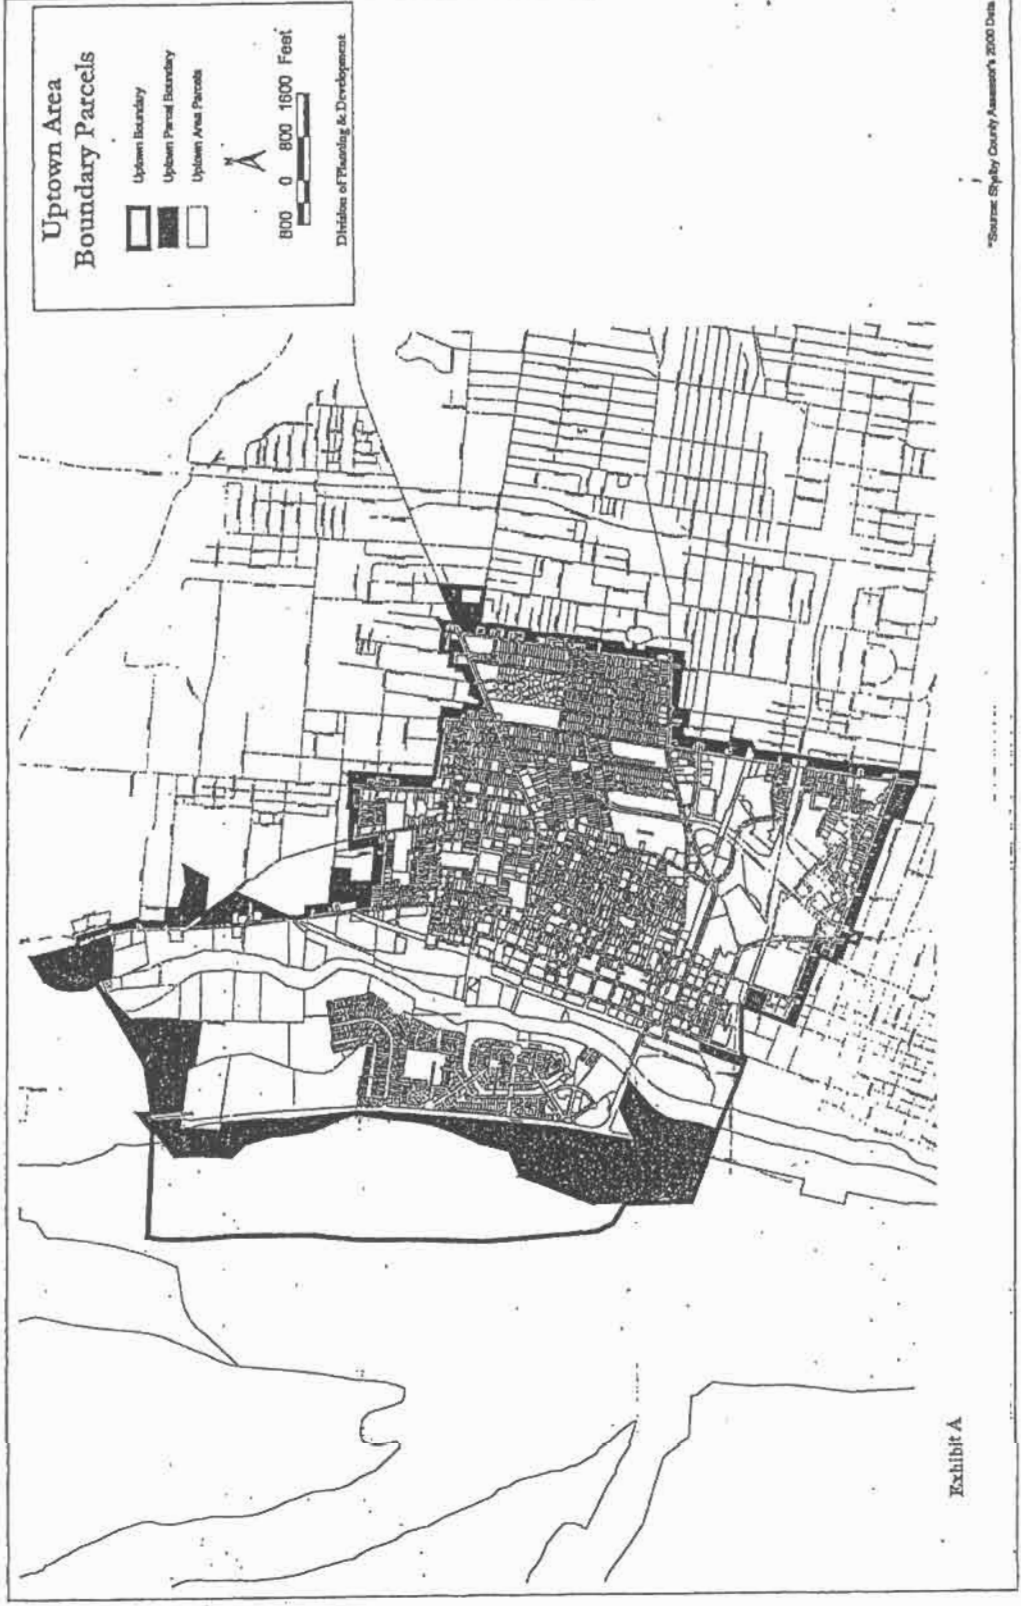 Uptown Area
Boundary Parcels
Uptown Boundary
Uptown Parcel Boundary
Uptown Area Parcels
N
800 0 800 1600 Feet
Division of Planning & Development
Exhibit A
*Source: Shelby County Assessor's 2000 Data